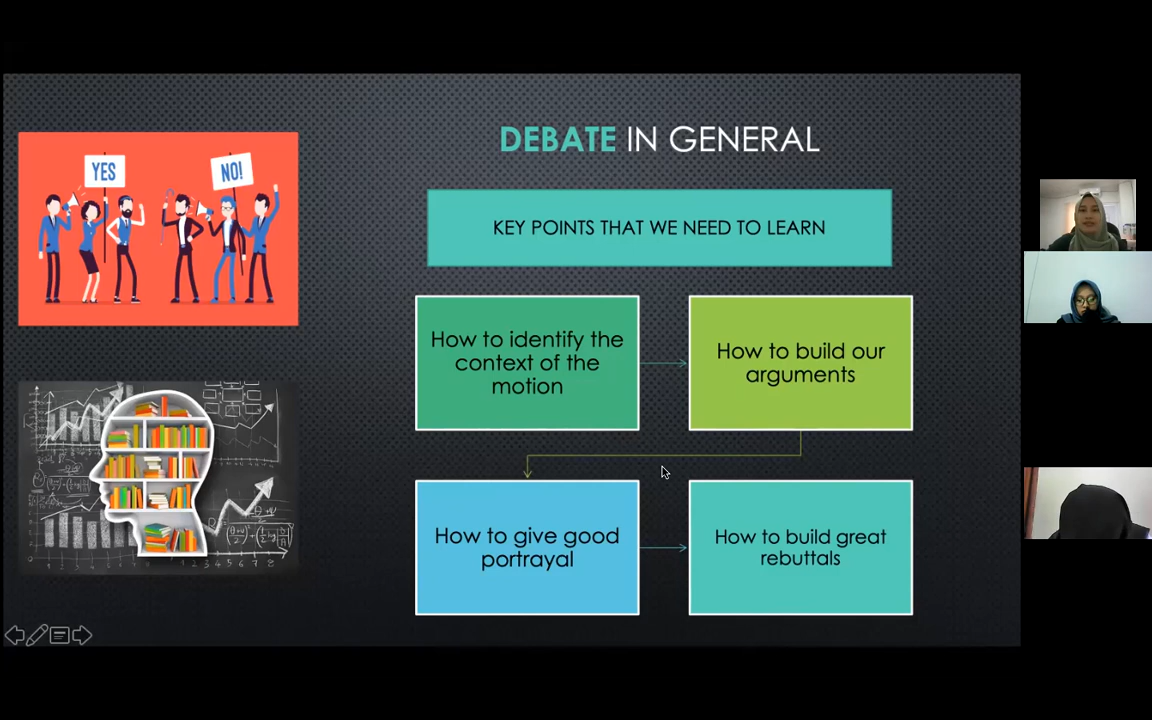 YES
NO!
DEBATE IN GENERAL
KEY POINTS THAT WE NEED TO LEARN
How to identify the
context of the
motion
How to build our
arguments
How to give good
portrayal
How to build great
rebuttals